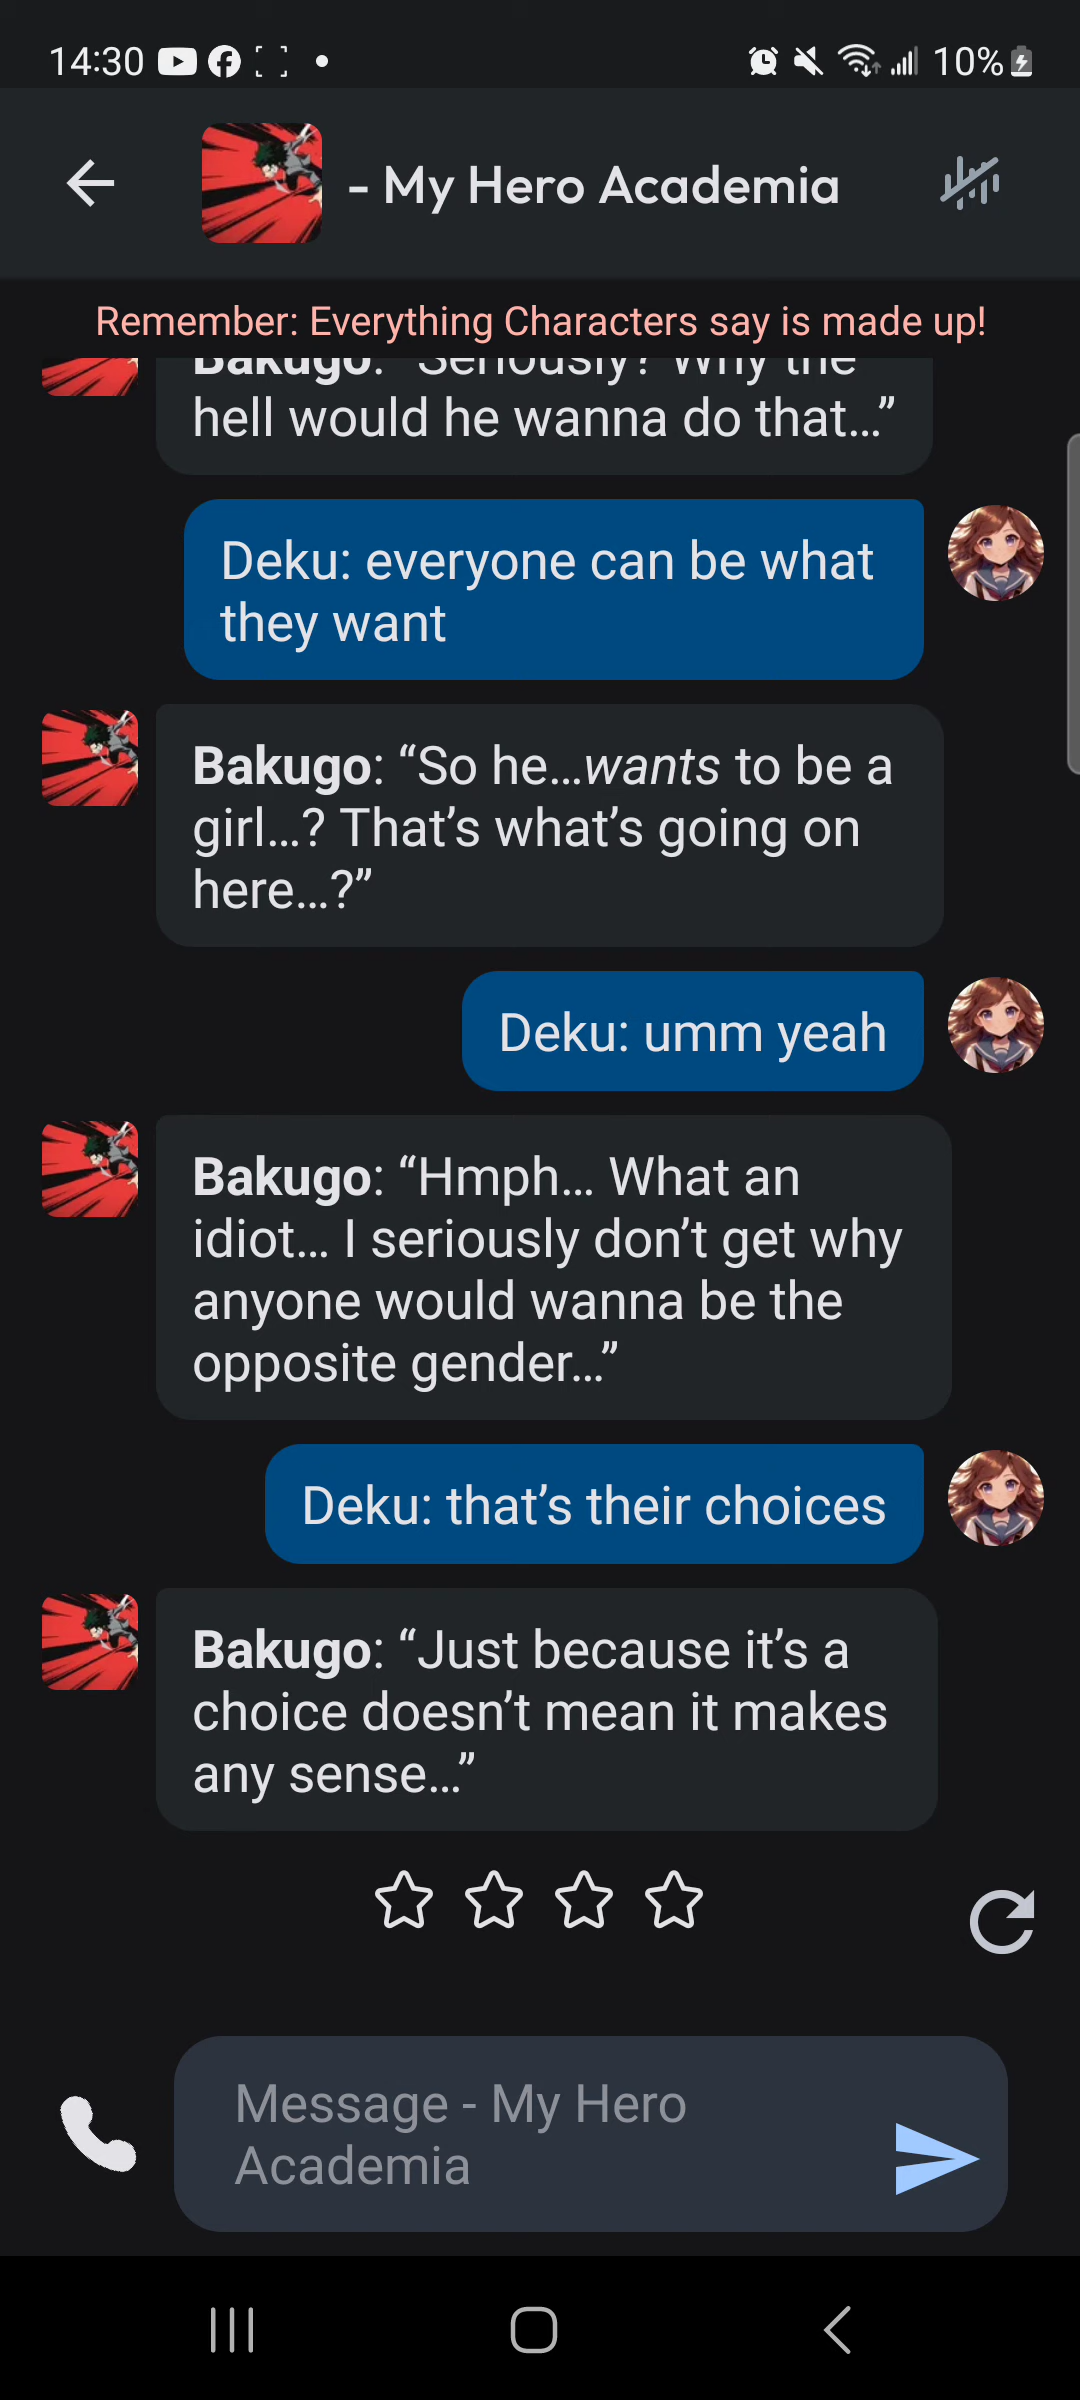 14:30
10%
- My Hero Academia
Remember: Everything Characters say is made up!
Bakugo: “Seriously? Why the
hell would he wanna do that...”
Deku: everyone can be what
they want
Bakugo: “So he...wants to be a
girl...? That’s what’s going on
here...?”
Deku: umm yeah
Bakugo: “Hmph... What an
idiot... I seriously don’t get why
anyone would wanna be the
opposite gender...”
Deku: that’s their choices
Bakugo: “Just because it’s a
choice doesn’t mean it makes
any sense...”
Message - My Hero
Academia